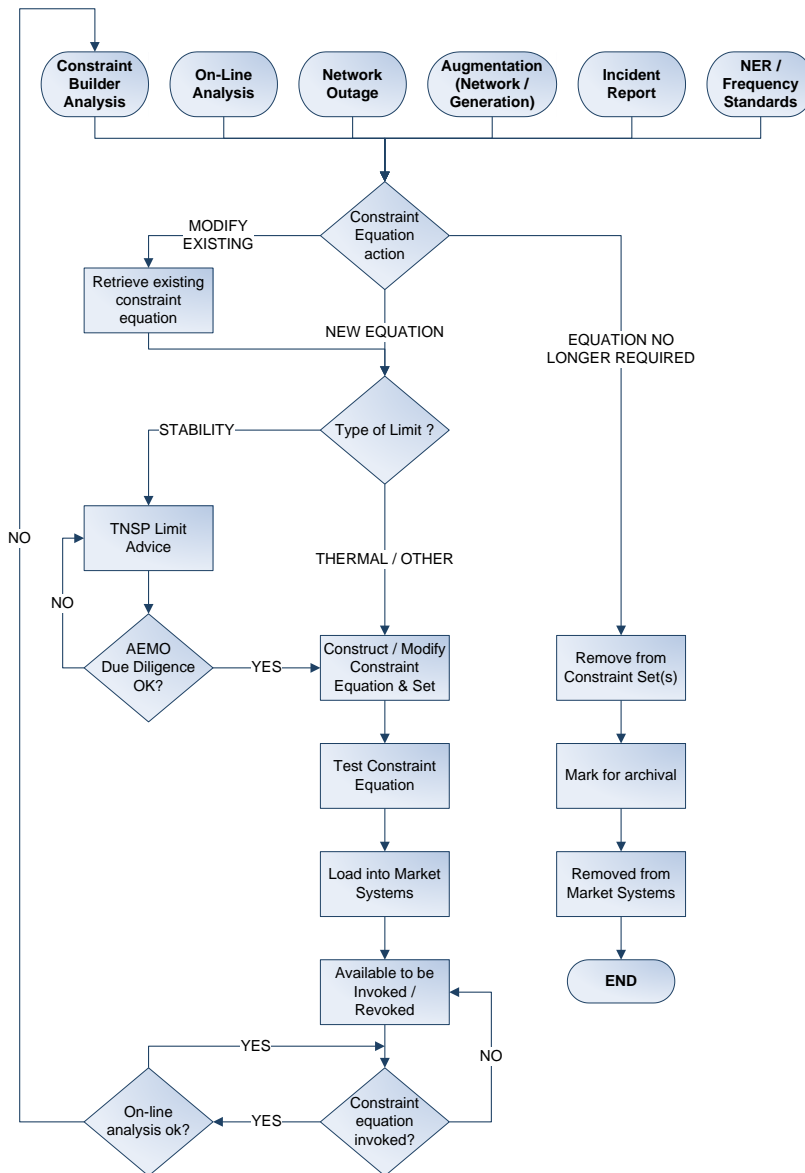 Constraint
Builder
Analysis
On-Line
Analysis
Network
Outage
Augmentation
(Network /
Generation)
Incident
Report
NER /
Frequency
Standards
Constraint
Equation
action
MODIFY
EXISTING
Retrieve existing
constraint
equation
NEW EQUATION
EQUATION NO
LONGER REQUIRED
Type of Limit ?
STABILITY
TNSP Limit
Advice
NO
NO
THERMAL / OTHER
AEMO
Due Diligence
OK?
YES
Construct / Modify
Constraint
Equation & Set
Remove from
Constraint Set(s)
Test Constraint
Equation
Mark for archival
Load into Market
Systems
Removed from
Market Systems
Available to be
Invoked /
Revoked
END
YES
NO
On-line
analysis ok?
YES
Constraint
equation
invoked?